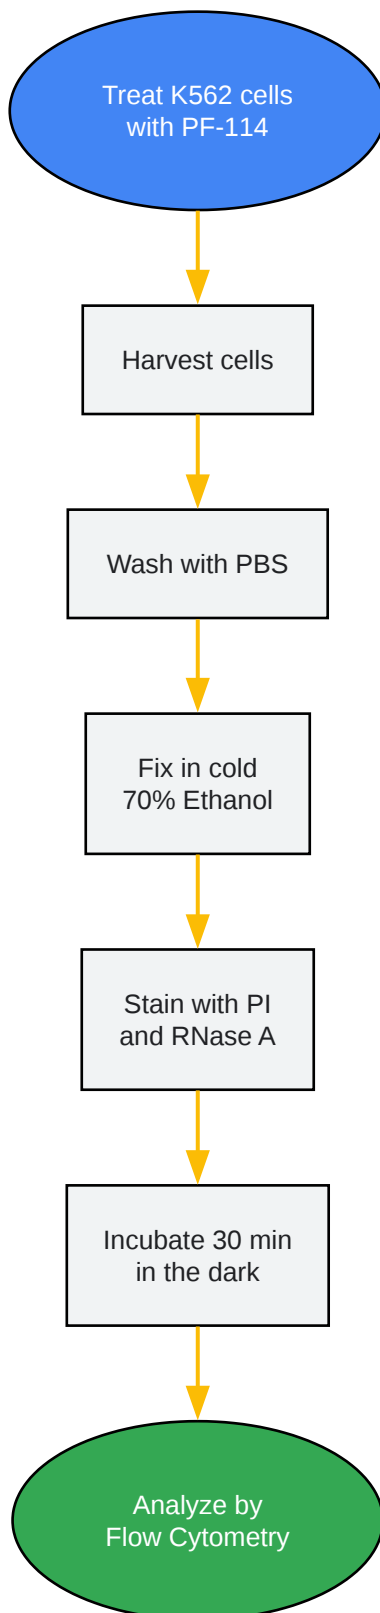 Treat K562 cells
with PF-114
Harvest cells
Wash with PBS
Fix in cold
70% Ethanol
Stain with PI
and RNase A
Incubate 30 min
in the dark
Analyze by
Flow Cytometry